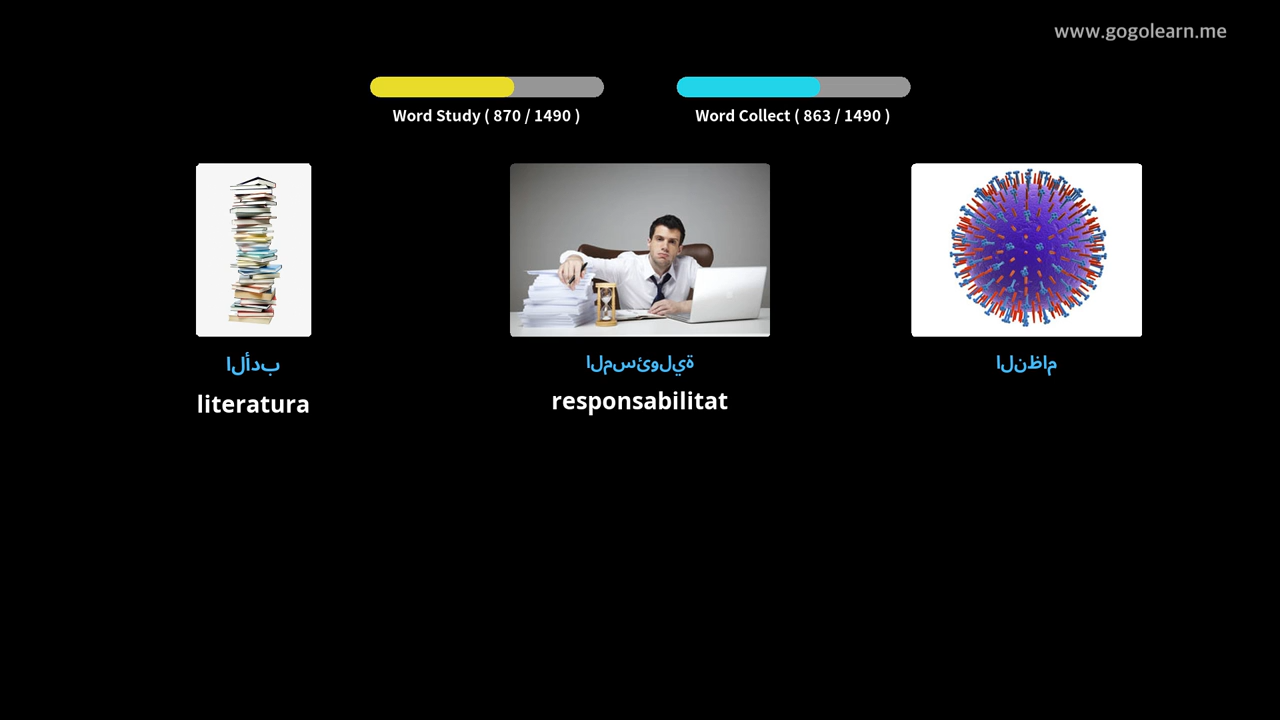 www.gogolearn.me
Word Study ( 870 / 1490 )
Word Collect ( 863 / 1490 )
الأدب
المسئولية
النظام
literatura
responsabilitat